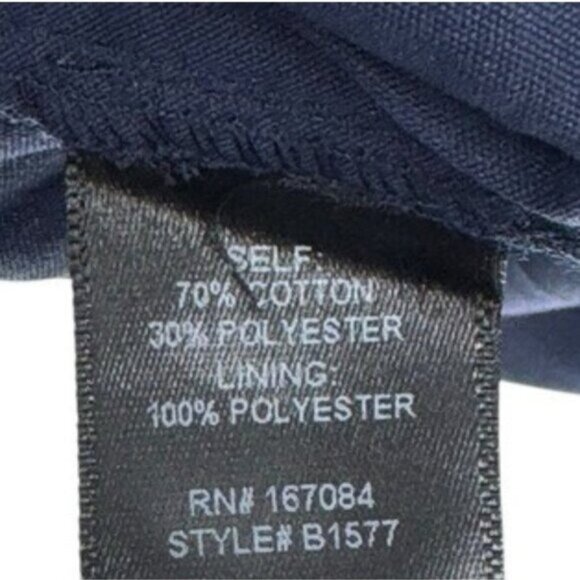 SELF:
70% COTTON
30% POLYESTER
LINING:
100% POLYESTER
RN# 167084
STYLE# B1577